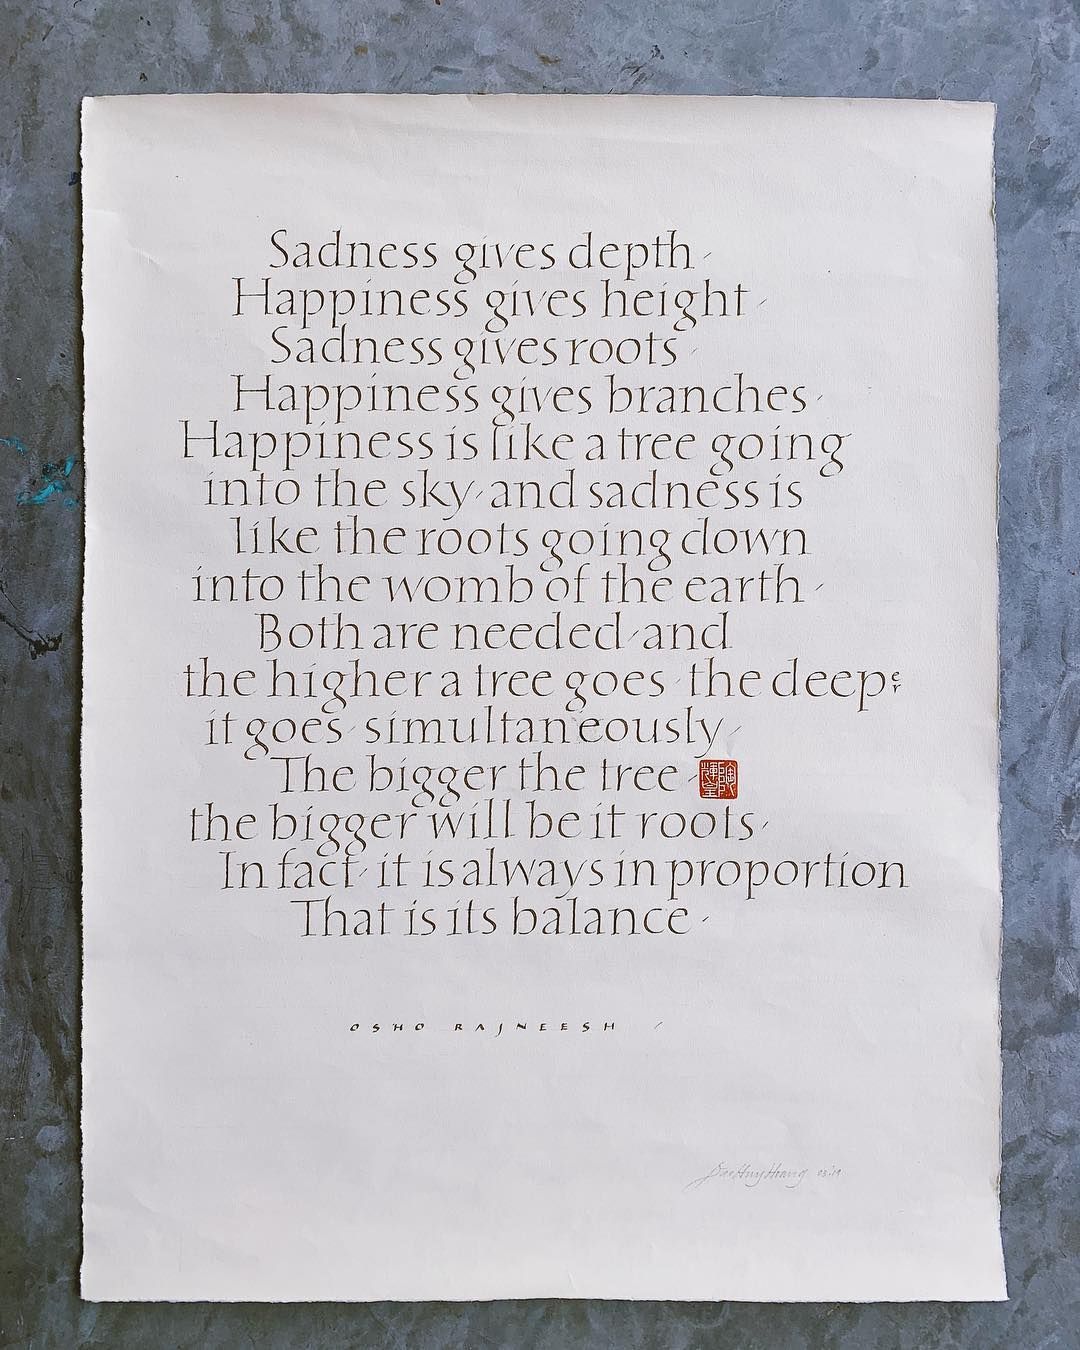 Sadness gives depth
Happiness gives height
Sadness gives roots
Happiness gives branches
Happiness is like a tree going
into the sky and sadness is
like the roots going down
into the womb of the earth
Both are needed and
the higher a tree goes the deeper
it goes simultaneously
The bigger the tree
the bigger will be it roots
In fact it is always in proportion
That is its balance
OSHO RAJNEESH
03.19